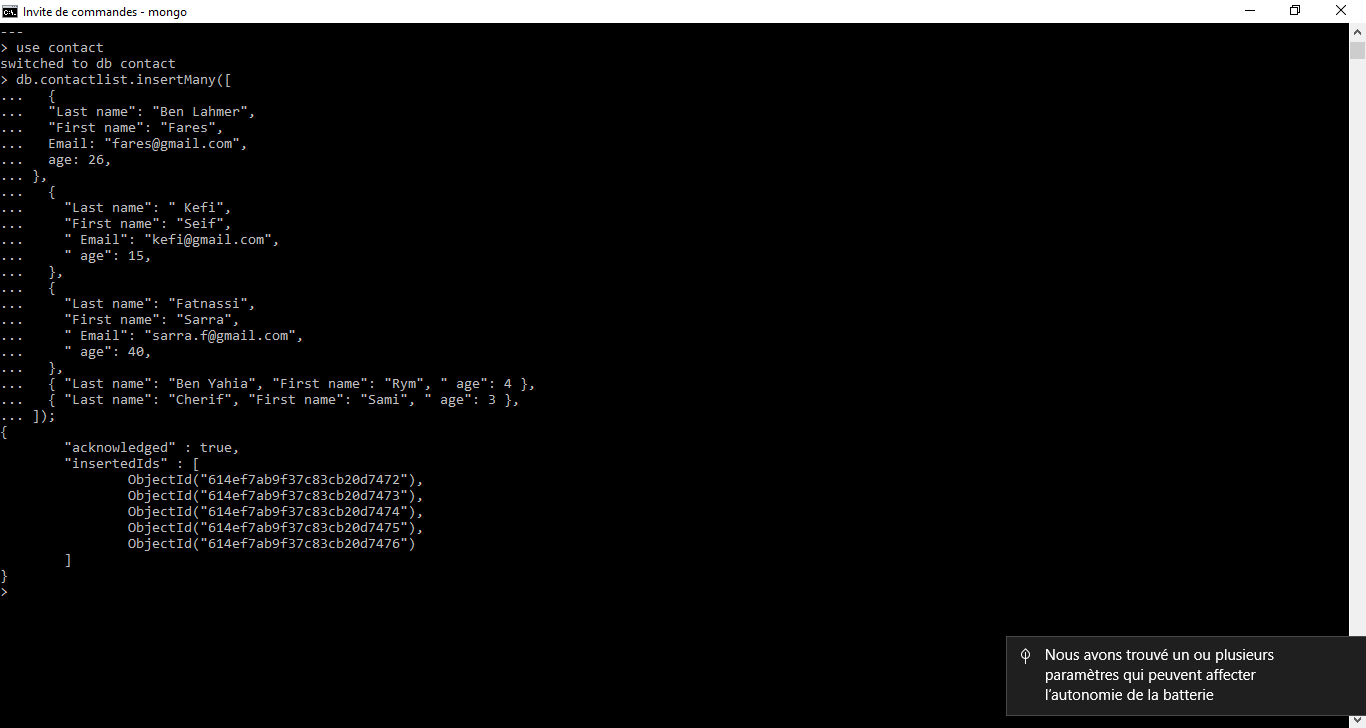 Invite de commandes - mongo
---
> use contact
switched to db contact
> db.contactlist.insertMany([
...   {
...   "Last name": "Ben Lahmer",
...   "First name": "Fares",
...   Email: "fares@gmail.com",
...   age: 26,
... },
...   {
...     "Last name": " Kefi",
...     "First name": "Seif",
...     " Email": "kefi@gmail.com",
...     " age": 15,
...   },
...   {
...     "Last name": "Fatnassi",
...     "First name": "Sarra",
...     " Email": "sarra.f@gmail.com",
...     " age": 40,
...   },
...   { "Last name": "Ben Yahia", "First name": "Rym", " age": 4 },
...   { "Last name": "Cherif", "First name": "Sami", " age": 3 },
... ]);
{
        "acknowledged" : true,
        "insertedIds" : [
                ObjectId("614ef7ab9f37c83cb20d7472"),
                ObjectId("614ef7ab9f37c83cb20d7473"),
                ObjectId("614ef7ab9f37c83cb20d7474"),
                ObjectId("614ef7ab9f37c83cb20d7475"),
                ObjectId("614ef7ab9f37c83cb20d7476")
        ]
}
>
Nous avons trouvé un ou plusieurs
paramètres qui peuvent affecter
l'autonomie de la batterie